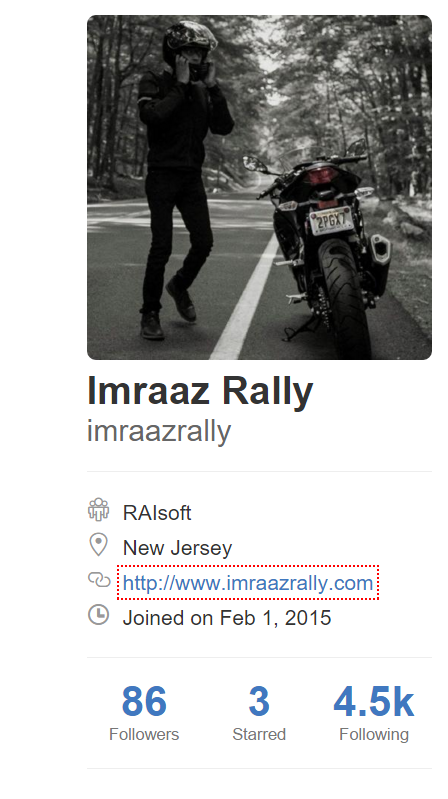 2PGX7
Imraaz Rally
imraazrally
RAIsoft
New Jersey
http://www.imraazrally.com
Joined on Feb 1, 2015
86 3 4.5k
Followers Starred Following